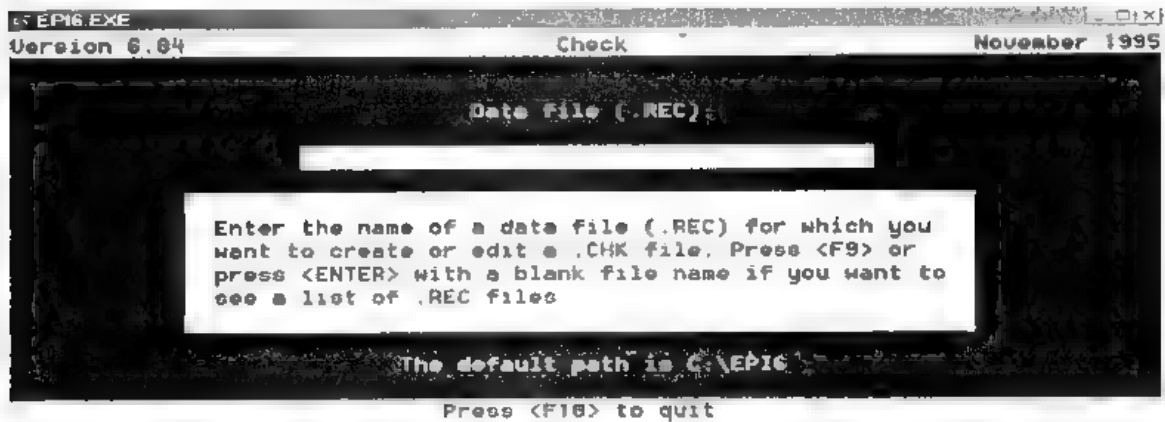 EPI6.EXE
Version 6.04 Check November 1995
Data file (.REC):
Enter the name of a data file (.REC) for which you
want to create or edit a .CHK file. Press <F9> or
press <ENTER> with a blank file name if you want to
see a list of .REC files
The default path is C:\EPI6
Press <F10> to quit